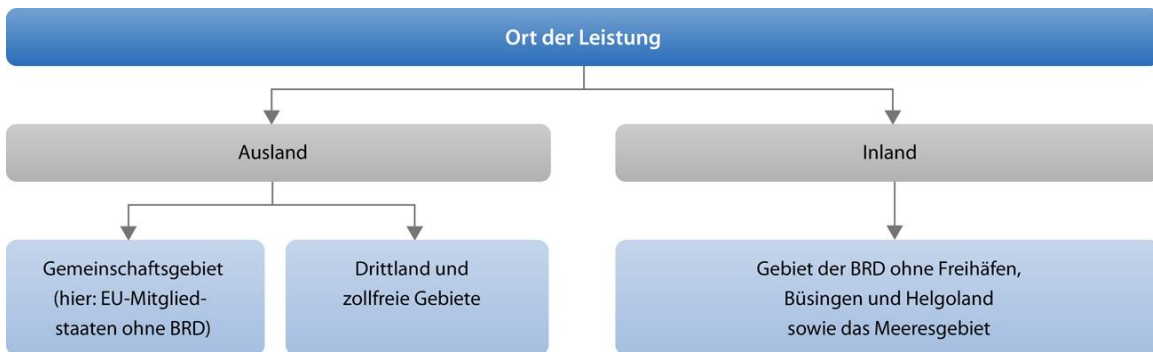 Ort der Leistung
Ausland
Inland
Gemeinschaftsgebiet
(hier: EU-Mitglied-
staaten ohne BRD)
Drittland und
zollfreie Gebiete
Gebiet der BRD ohne Freihäfen,
Büsingen und Helgoland
sowie das Meeresgebiet